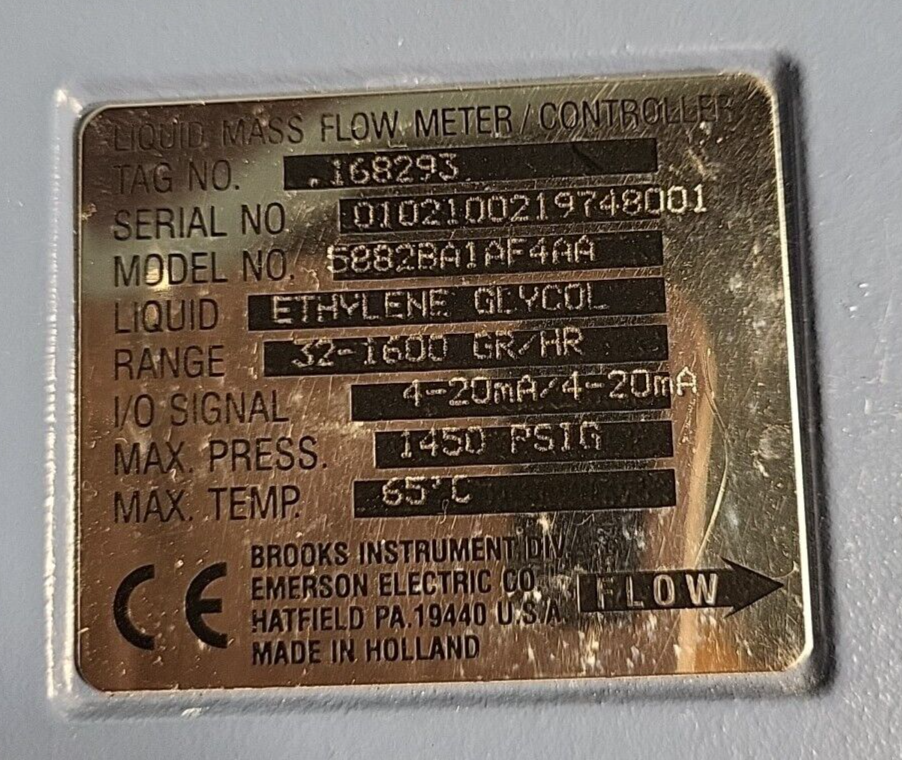 LIQUID MASS FLOW METER / CONTROLLER
TAG NO. .168293
SERIAL NO 0102100219748001
MODEL NO. 5882BA1AF4AA
LIQUID ETHYLENE GLYCOL
RANGE 32-1600 GR/HR
I/O SIGNAL 4-20mA/4-20mA
MAX. PRESS. 1450 PSIG
MAX. TEMP. 65°C
CE
BROOKS INSTRUMENT DIV.
EMERSON ELECTRIC CO.
HATFIELD PA. 19440 U.S.A.
MADE IN HOLLAND
FLOW